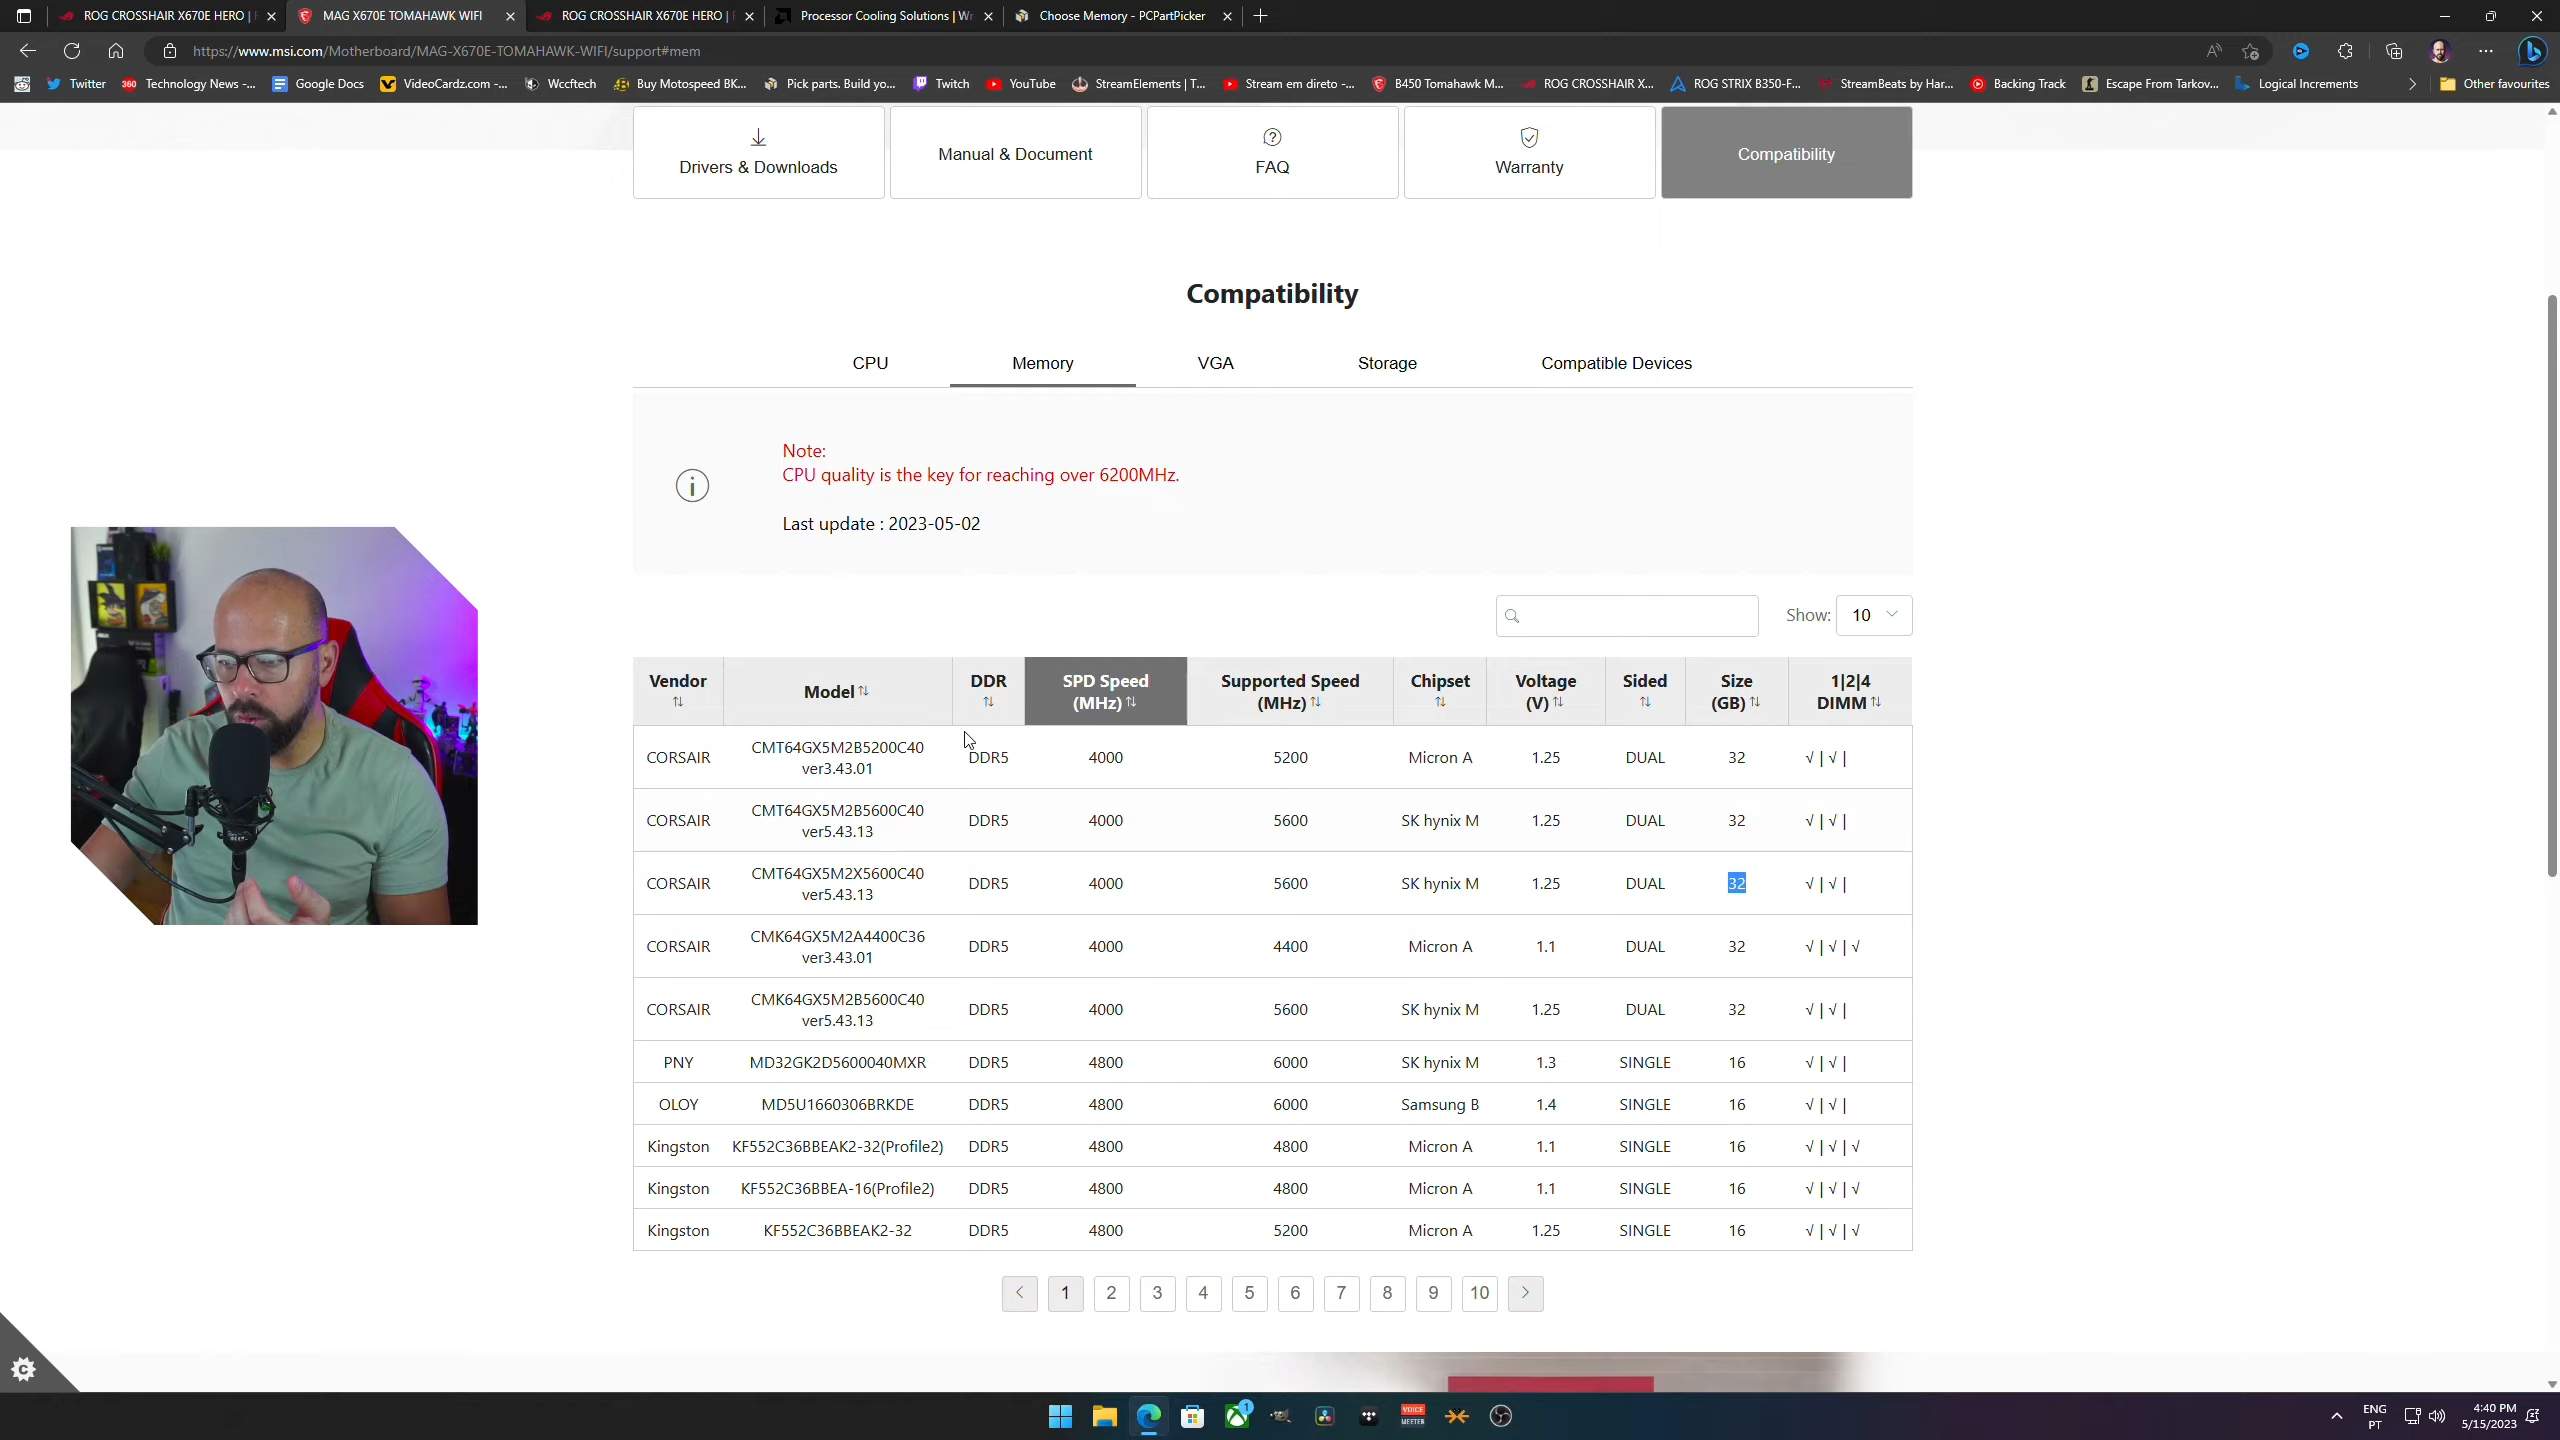 ROG CROSSHAIR X670E HERO | MAG X670E TOMAHAWK WIFI ROG CROSSHAIR X670E HERO | Processor Cooling Solutions | Choose Memory - PCPartPicker
https://www.msi.com/Motherboard/MAG-X670E-TOMAHAWK-WIFI/support#mem
Twitter 360 Technology News -... Google Docs VideoCardz.com -... Wccftech Buy Motospeed BK... Pick parts. Build yo... Twitch YouTube StreamElements | T... Stream em direto -... B450 Tomahawk M... ROG CROSSHAIR X... ROG STRIX B350-F... StreamBeats by Har... Backing Track Escape From Tarkov... Logical Increments Other favourites
Drivers & Downloads Manual & Document FAQ Warranty Compatibility
Compatibility
CPU Memory VGA Storage Compatible Devices
Note:
CPU quality is the key for reaching over 6200MHz.
Last update : 2023-05-02
Show: 10
Vendor Model DDR SPD Speed (MHz) Supported Speed (MHz) Chipset Voltage (V) Sided Size (GB) 1|2|4 DIMM
CORSAIR CMT64GX5M2B5200C40 ver3.43.01 DDR5 4000 5200 Micron A 1.25 DUAL 32 √ | √ |
CORSAIR CMT64GX5M2B5600C40 ver5.43.13 DDR5 4000 5600 SK hynix M 1.25 DUAL 32 √ | √ |
CORSAIR CMT64GX5M2X5600C40 ver5.43.13 DDR5 4000 5600 SK hynix M 1.25 DUAL 32 √ | √ |
CORSAIR CMK64GX5M2A4400C36 ver3.43.01 DDR5 4000 4400 Micron A 1.1 DUAL 32 √ | √ | √
CORSAIR CMK64GX5M2B5600C40 ver5.43.13 DDR5 4000 5600 SK hynix M 1.25 DUAL 32 √ | √ |
PNY MD32GK2D5600040MXR DDR5 4800 6000 SK hynix M 1.3 SINGLE 16 √ | √ |
OLOY MD5U1660306BRKDE DDR5 4800 6000 Samsung B 1.4 SINGLE 16 √ | √ |
Kingston KF552C36BBEAK2-32(Profile2) DDR5 4800 4800 Micron A 1.1 SINGLE 16 √ | √ | √
Kingston KF552C36BBEA-16(Profile2) DDR5 4800 4800 Micron A 1.1 SINGLE 16 √ | √ | √
Kingston KF552C36BBEAK2-32 DDR5 4800 5200 Micron A 1.25 SINGLE 16 √ | √ | √
1 2 3 4 5 6 7 8 9 10
1 VOICE MEETER
ENG PT 4:40 PM
5/15/2023